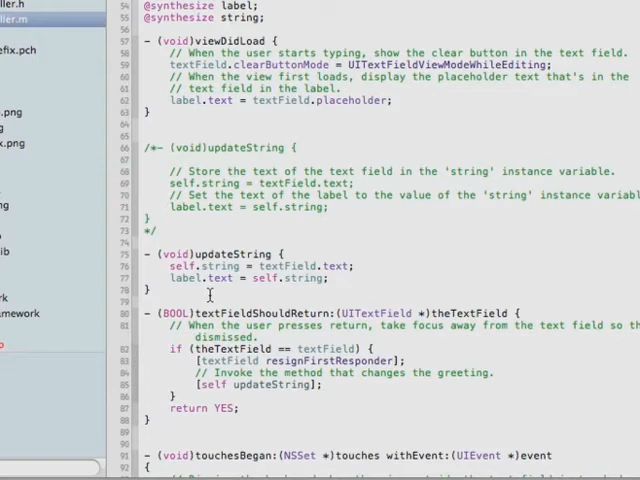 ller.h
ller.m
efix.pch
.png
g
x.png
ng
b
ib
rk
amework
54 @synthesize label;
55 @synthesize string;
56
57 - (void)viewDidLoad {
58 // When the user starts typing, show the clear button in the text field.
59 textField.clearButtonMode = UITextFieldViewModeWhileEditing;
60 // When the view first loads, display the placeholder text that's in the
61 // text field in the label.
62 label.text = textField.placeholder;
63 }
64
65
66 /*- (void)updateString {
67
68 // Store the text of the text field in the 'string' instance variable.
69 self.string = textField.text;
70 // Set the text of the label to the value of the 'string' instance variabl
71 label.text = self.string;
72 }
73 */
74
75 - (void)updateString {
76 self.string = textField.text;
77 label.text = self.string;
78 }
79
80 - (BOOL)textFieldShouldReturn:(UITextField *)theTextField {
81 // When the user presses return, take focus away from the text field so th
dismissed.
82 if (theTextField == textField) {
83 [textField resignFirstResponder];
84 // Invoke the method that changes the greeting.
85 [self updateString];
86 }
87 return YES;
88 }
89
90
91 - (void)touchesBegan:(NSSet *)touches withEvent:(UIEvent *)event
92 {